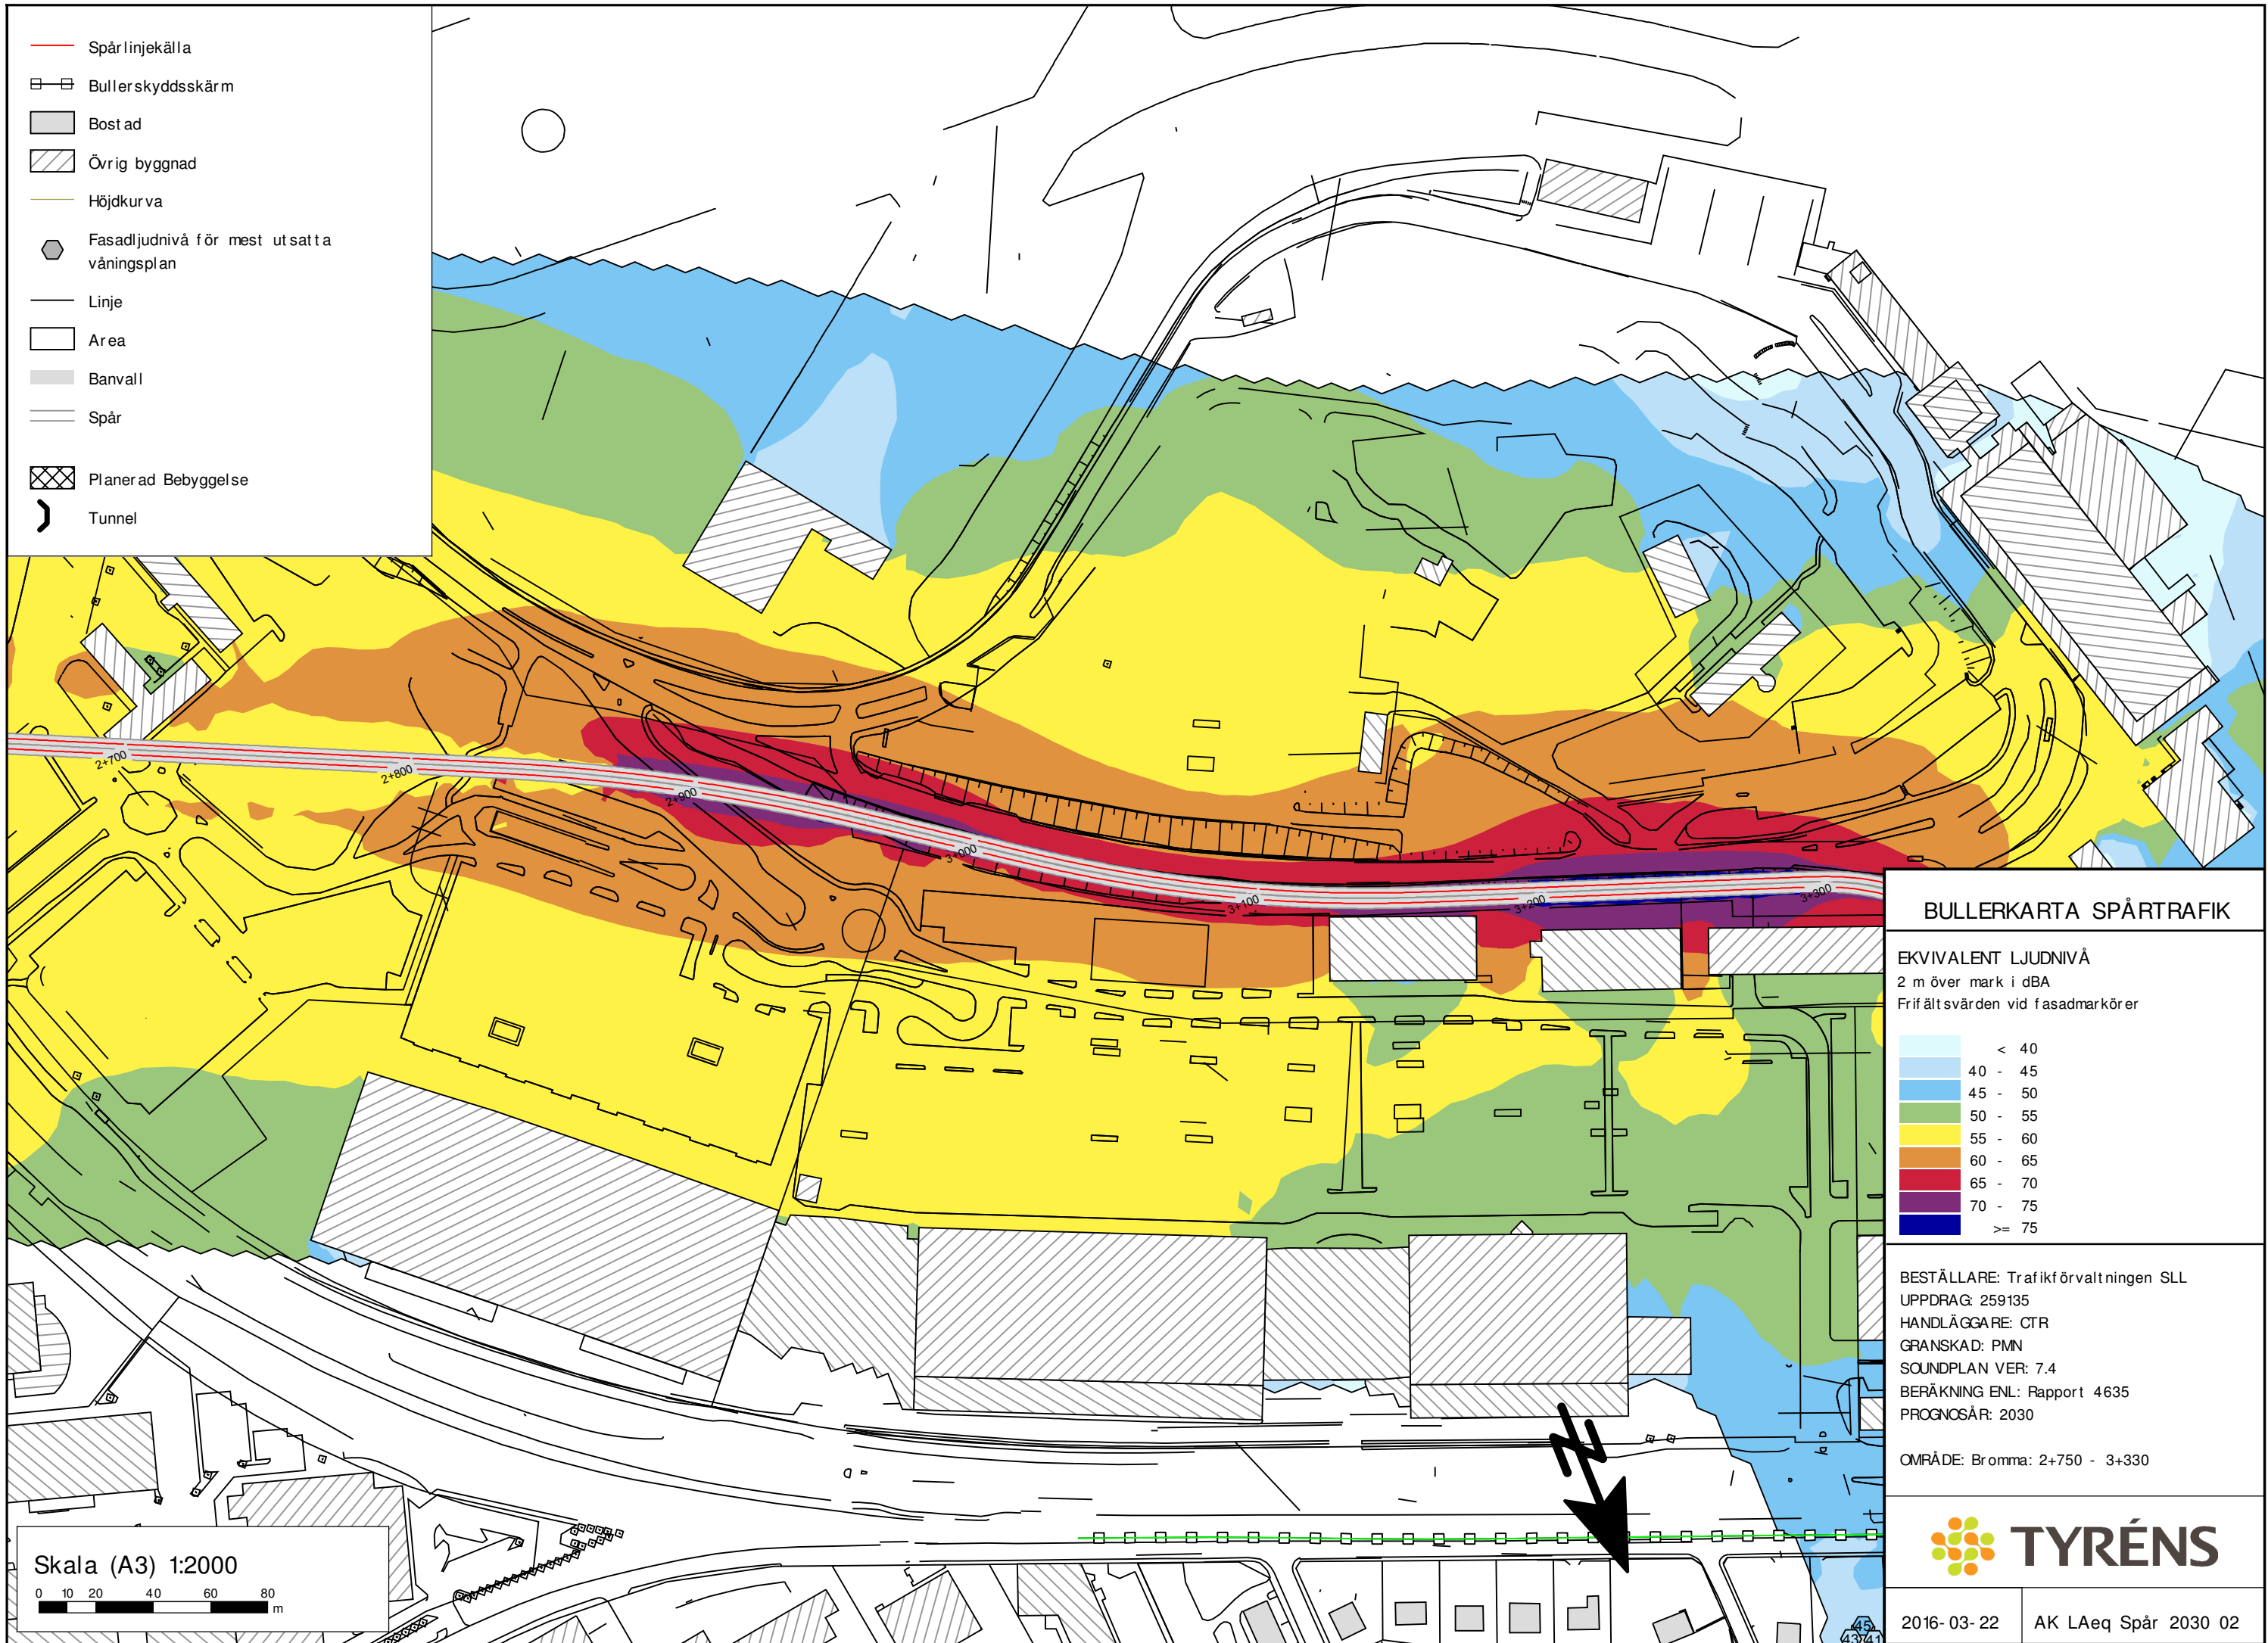 Spårlinjekälla
Bullerskyddsskärm
Bostad
Övrig byggnad
Höjdkurva
Fasadljudnivå för mest utsatta
våningsplan
Linje
Area
Banvall
Spår
Planerad Bebyggelse
Tunnel
2+700
2+800
2+900
3+000
3+100
3+200
3+300
BULLERKARTA SPÅRTRAFIK
EKVIVALENT LJUDNIVÅ
2 m över mark i dBA
Frifältsvärden vid fasadmarkörer
< 40
40 - 45
45 - 50
50 - 55
55 - 60
60 - 65
65 - 70
70 - 75
>= 75
BESTÄLLARE: Trafikförvaltningen SLL
UPPDRAG: 259135
HANDLÄGGARE: CTR
GRANSKAD: PMN
SOUNDPLAN VER: 7.4
BERÄKNING ENL: Rapport 4635
PROGNOSÅR: 2030
OMRÅDE: Bromma: 2+750 - 3+330
TYRÉNS
2016-03-22
AK LAeq Spår 2030 02
Skala (A3) 1:2000
0 10 20 40 60 80
m
45
43 41